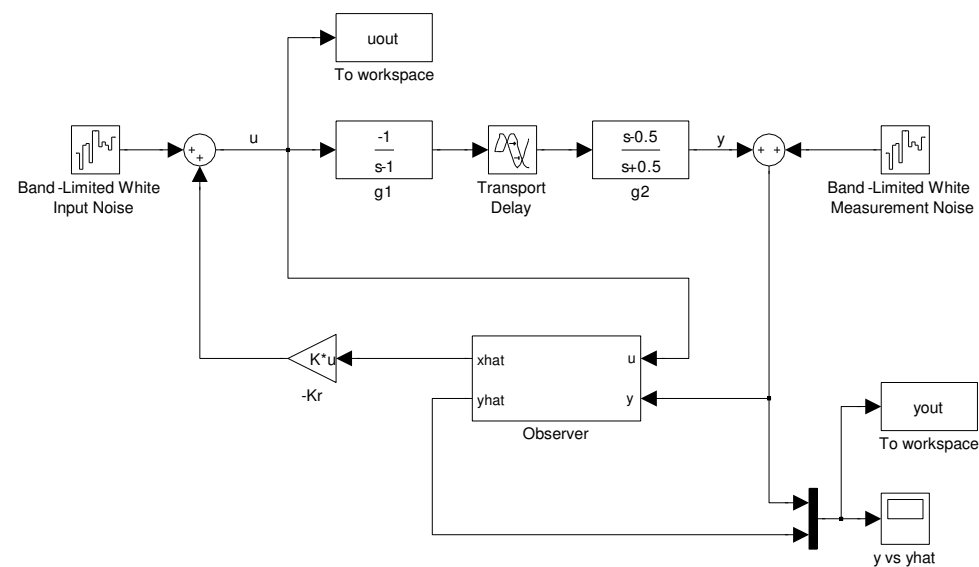 uout
To workspace
Band -Limited White
Input Noise
+
+
u
-1
s-1
g1
Transport
Delay
s-0.5
s+0.5
g2
y
+ +
Band -Limited White
Measurement Noise
K*u
-Kr
xhat
yhat
u
y
Observer
yout
To workspace
y vs yhat